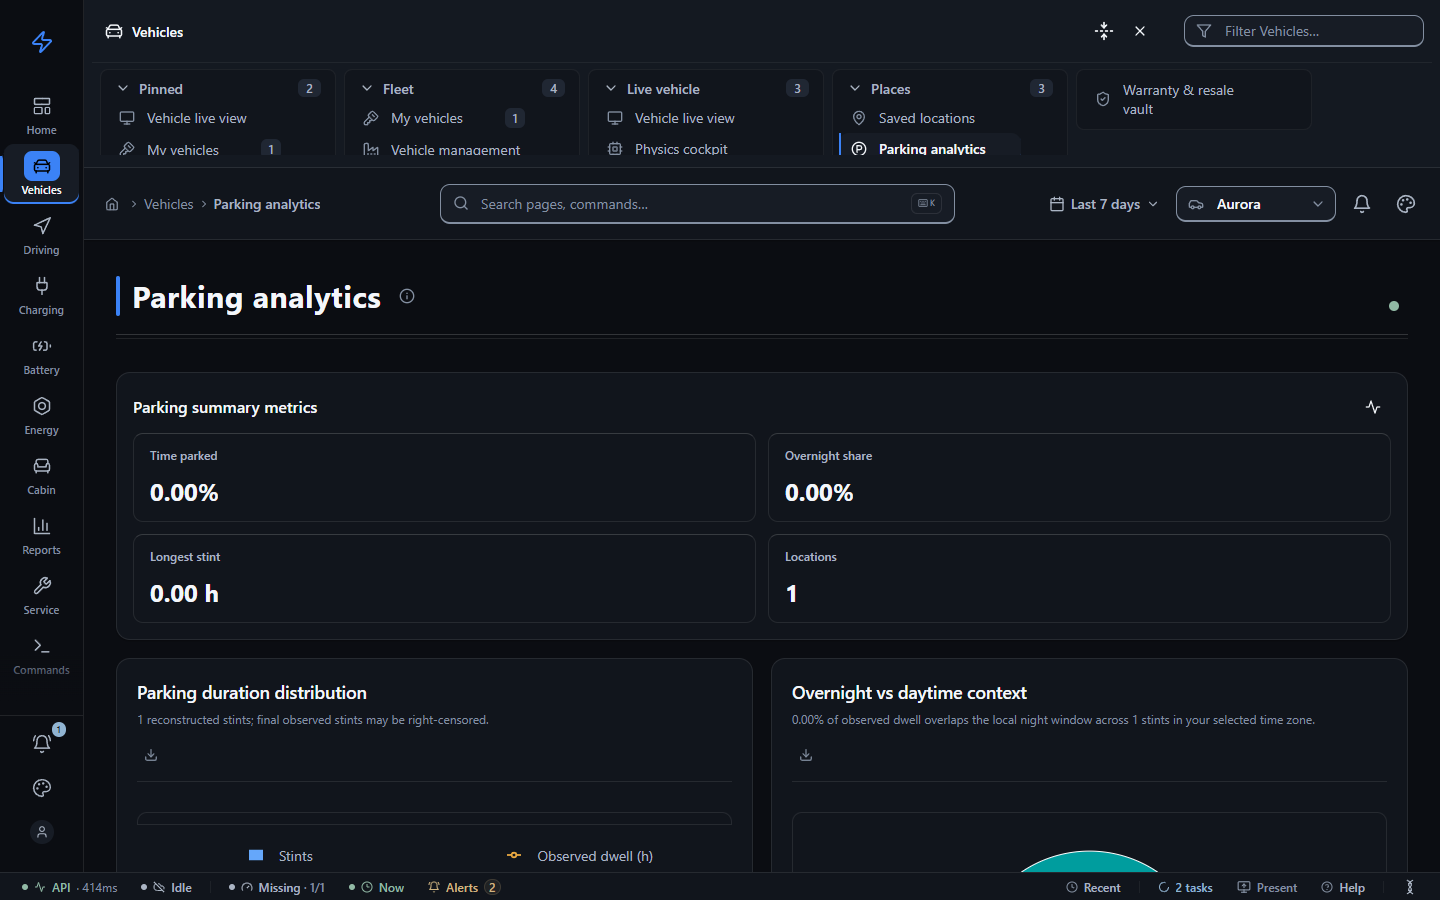 Vehicles
Filter Vehicles...
Pinned 2
Vehicle live view
My vehicles 1
Fleet 4
My vehicles 1
Vehicle management
Live vehicle 3
Vehicle live view
Physics cockpit
Places 3
Saved locations
Parking analytics
Warranty & resale
vault
Home
Vehicles
Driving
Charging
Battery
Energy
Cabin
Reports
Service
Commands
1
Vehicles
Parking analytics
Search pages, commands...
K
Last 7 days
Aurora
Parking analytics
Parking summary metrics
Time parked
0.00%
Overnight share
0.00%
Longest stint
0.00 h
Locations
1
Parking duration distribution
1 reconstructed stints; final observed stints may be right-censored.
Stints
Observed dwell (h)
Overnight vs daytime context
0.00% of observed dwell overlaps the local night window across 1 stints in your selected time zone.
API · 414ms
Idle
Missing · 1/1
Now
Alerts 2
Recent
2 tasks
Present
Help